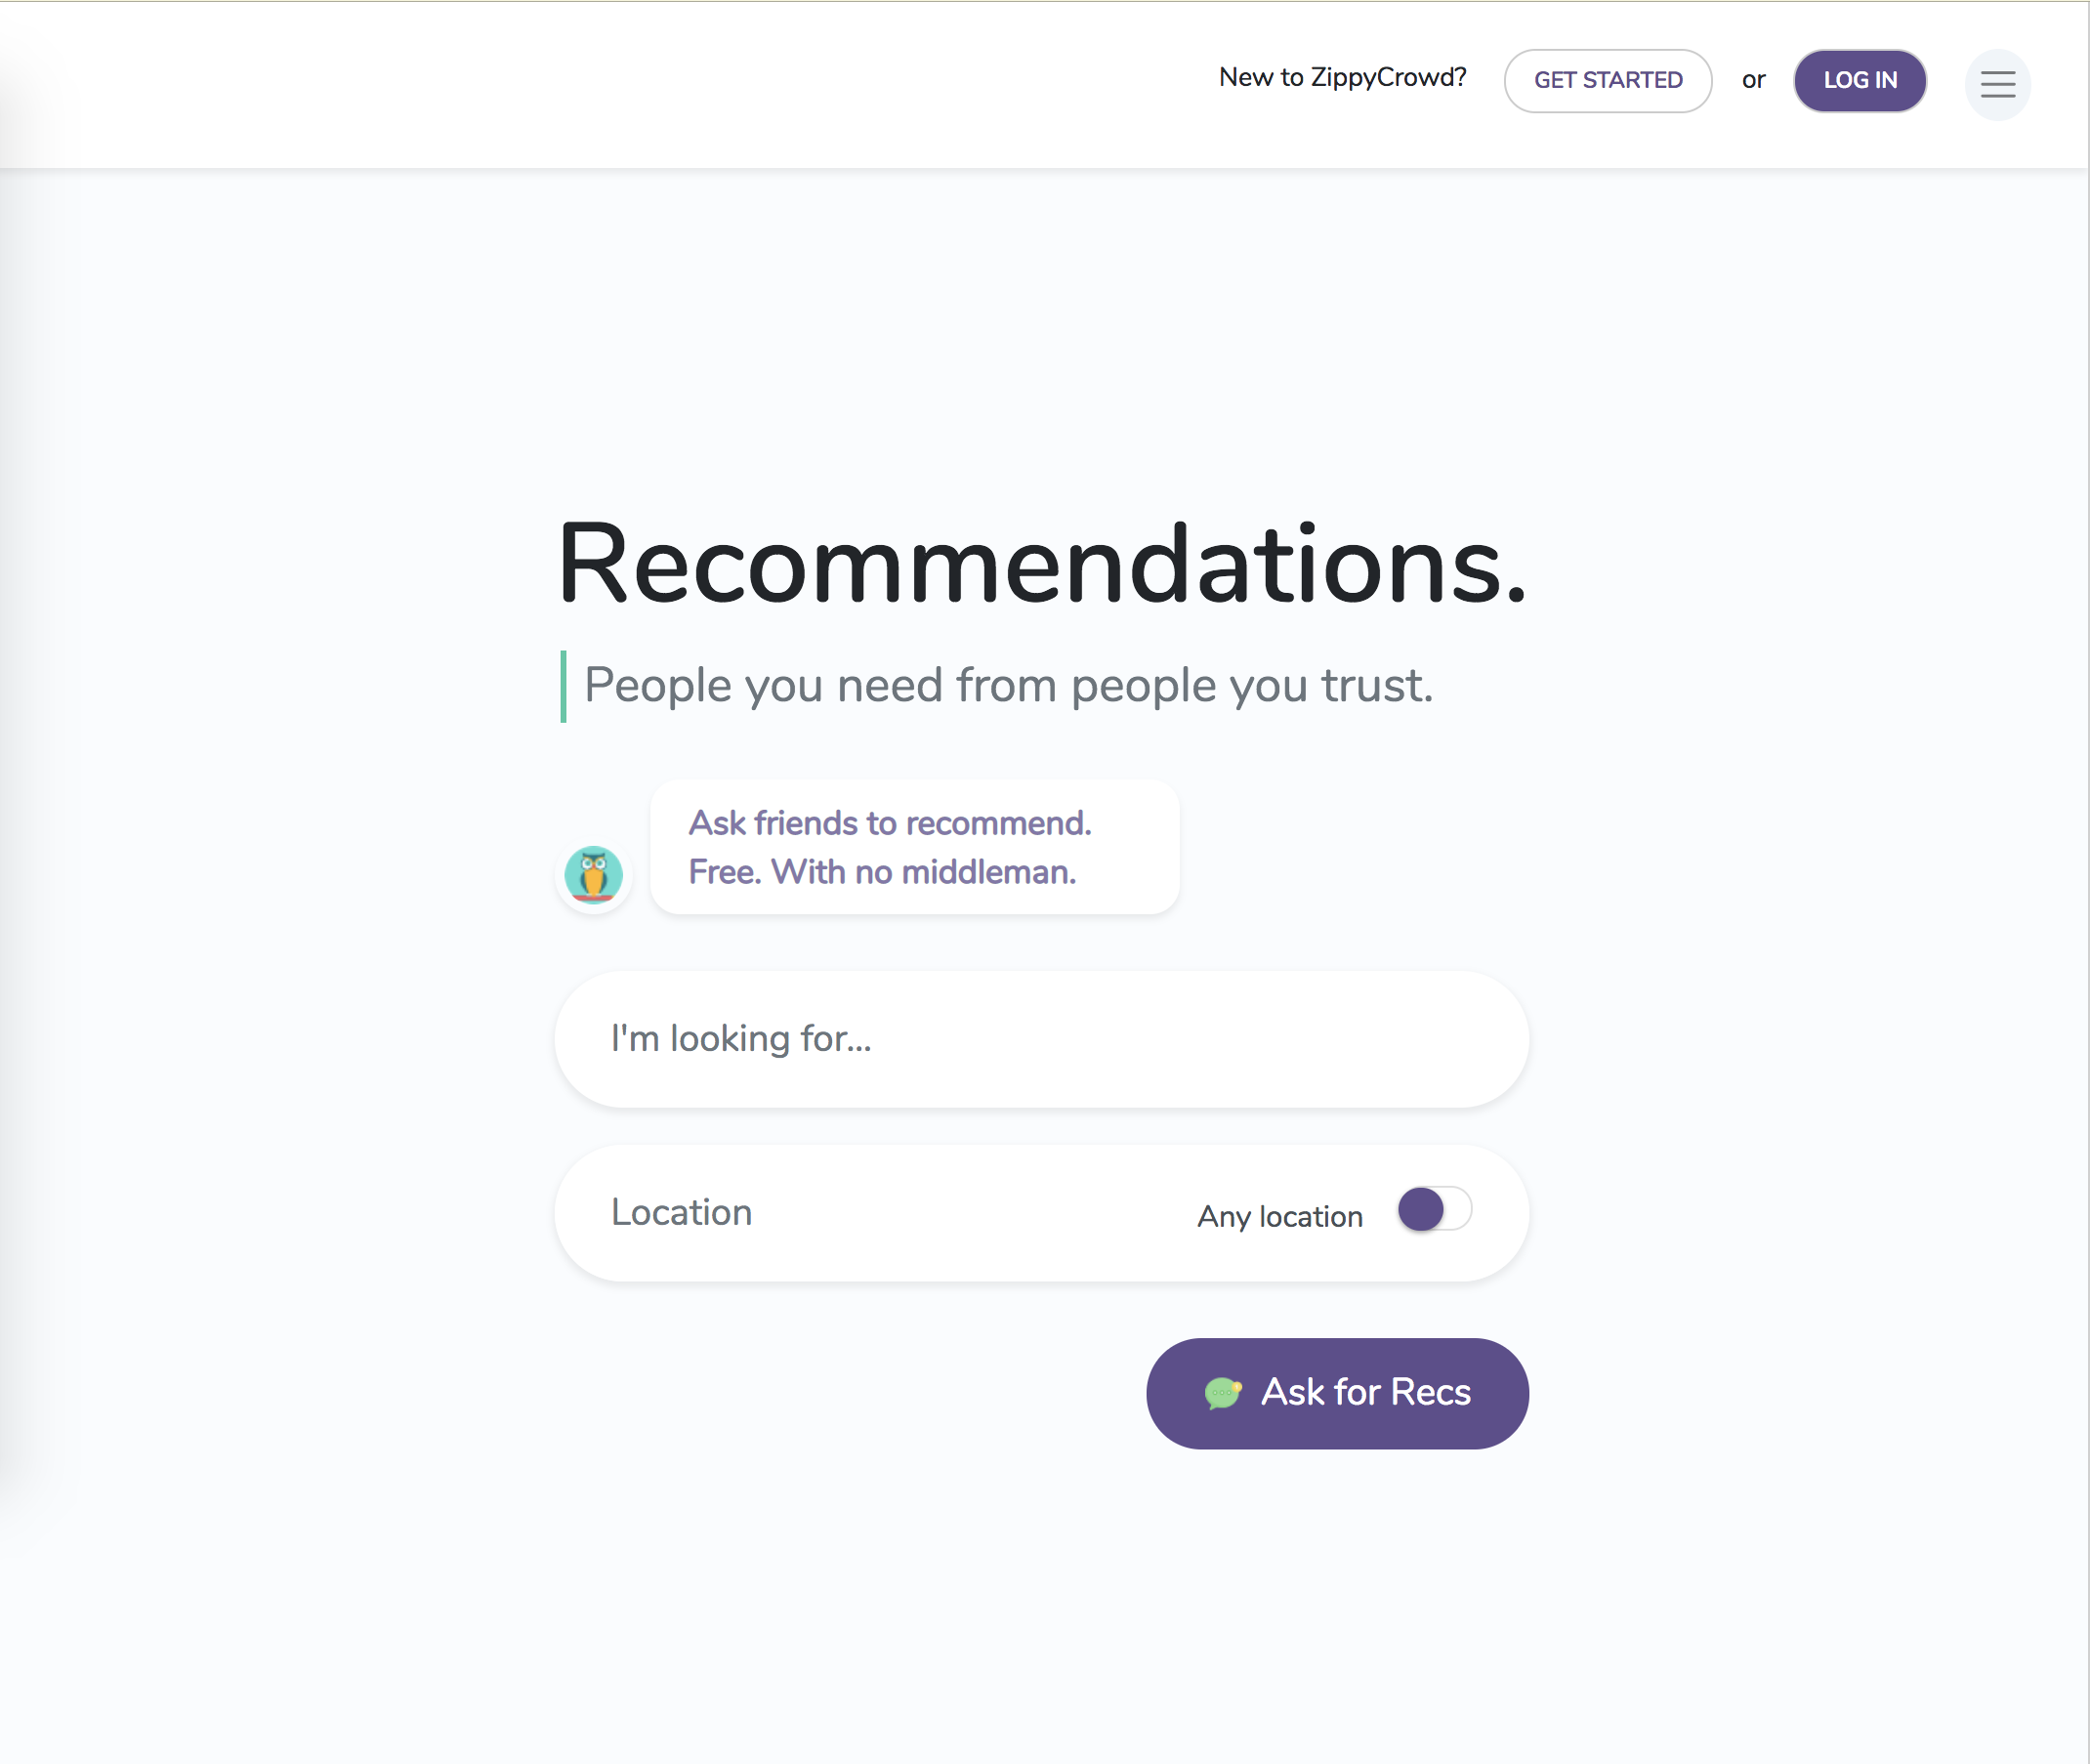 New to ZippyCrowd? GET STARTED or LOG IN
Recommendations.
People you need from people you trust.
Ask friends to recommend.
Free. With no middleman.
I'm looking for...
Location Any location
Ask for Recs